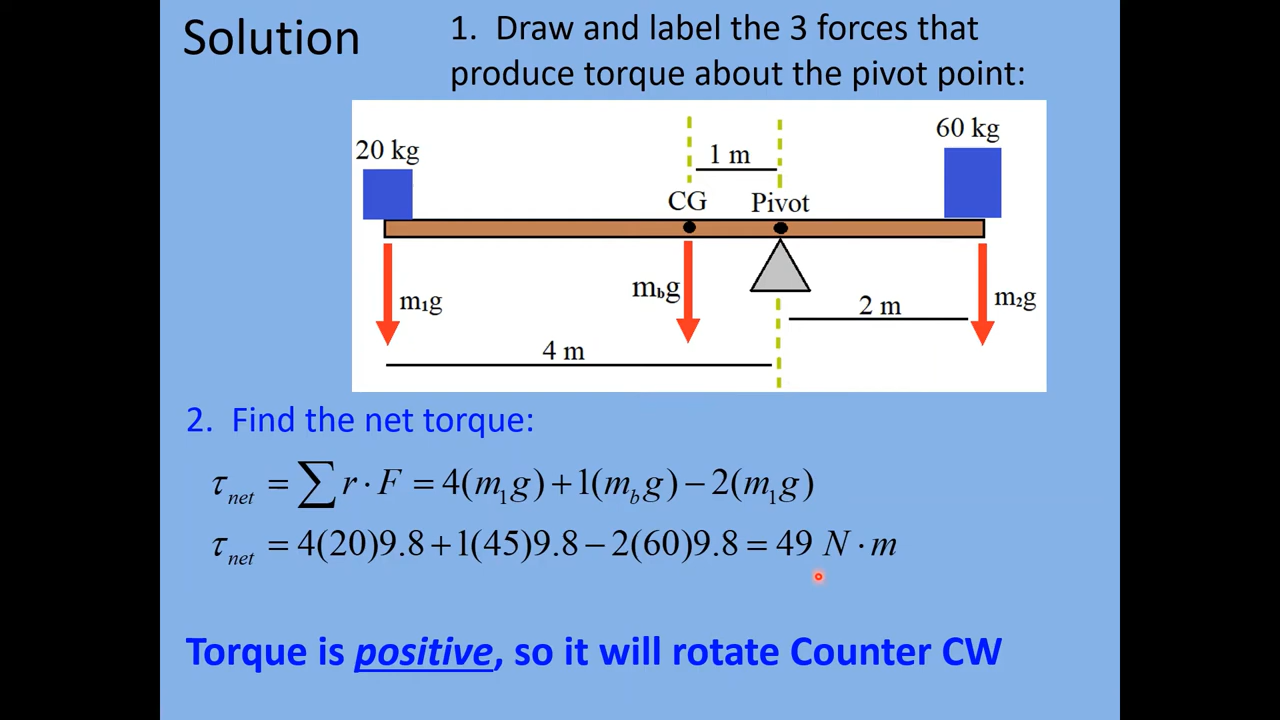 Solution
1. Draw and label the 3 forces that
produce torque about the pivot point:
60 kg
20 kg
1 m
CG
Pivot
m₁g
m_bg
2 m
m₂g
4 m
2. Find the net torque:
τ_net = ∑ r · F = 4(m₁g) + 1(m_bg) − 2(m₁g)
τ_net = 4(20)9.8 + 1(45)9.8 − 2(60)9.8 = 49 N · m
Torque is positive, so it will rotate Counter CW